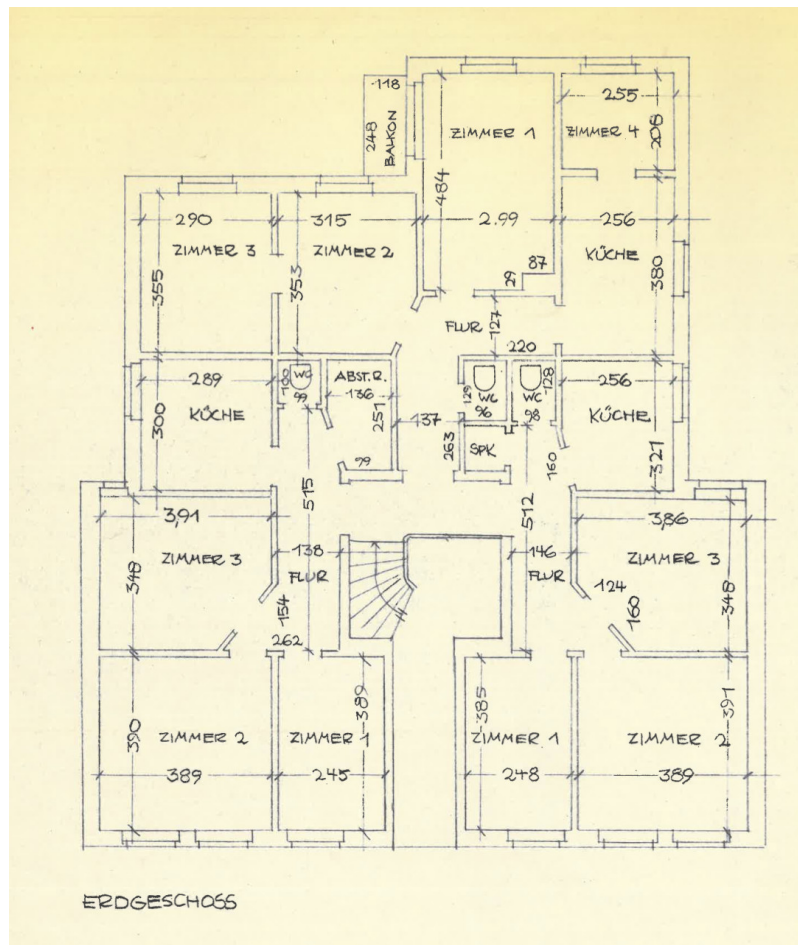 118
248
BALKON
484
ZIMMER 1
255
ZIMMER 4
208
290
315
2.99
256
ZIMMER 3
ZIMMER 2
KÜCHE
355
353
87
29
380
FLUR
127
220
289
100
WC
99
ABST.R.
136
251
137
129
WC
96
WC
98
128
256
KÜCHE
300
KÜCHE
99
263
SPK
160
321
3,91
515
512
3,86
ZIMMER 3
348
138
FLUR
154
262
146
FLUR
124
160
ZIMMER 3
348
390
ZIMMER 2
389
ZIMMER 1
389
245
385
ZIMMER 1
248
ZIMMER 2
389
391
ERDGESCHOSS